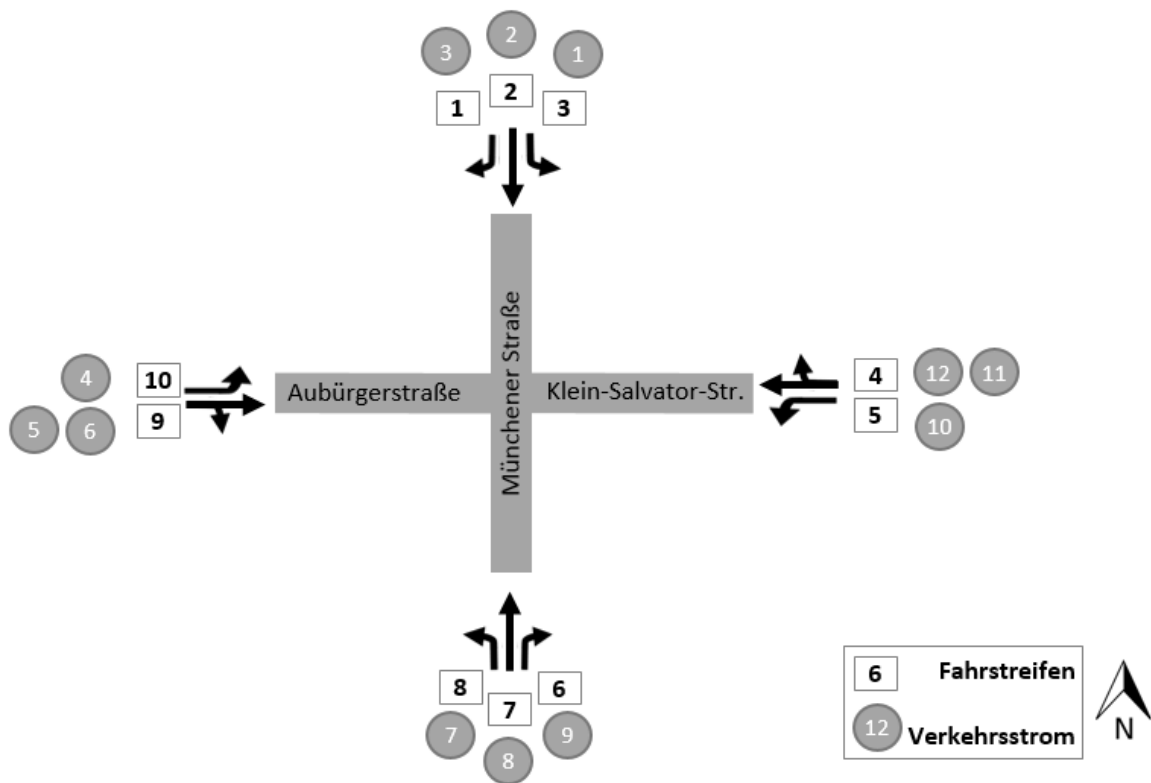 2
3 1
2
1 3
Münchener Straße
4
10
5 6
9
Aubürgerstraße
Klein-Salvator-Str.
4 12 11
5 10
8 6
7
7 9
8
6 Fahrstreifen
12 Verkehrsstrom
N